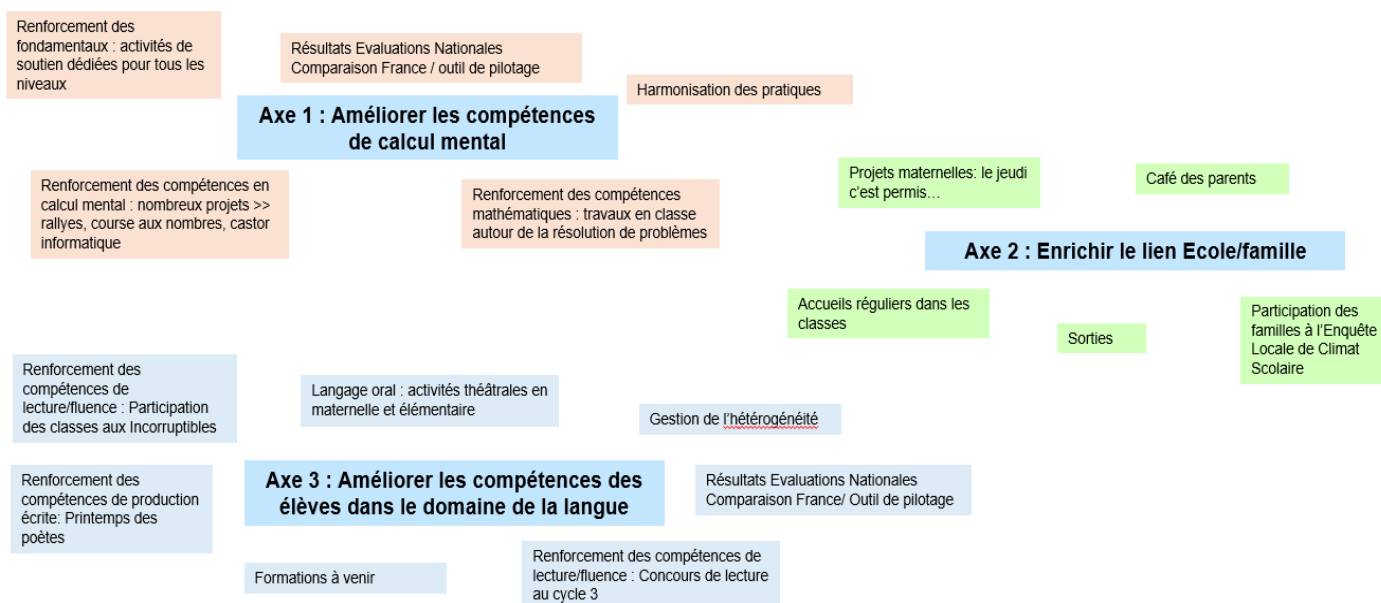 Renforcement des
fondamentaux : activités de
soutien dédiées pour tous les
niveaux
Résultats Evaluations Nationales
Comparaison France / outil de pilotage
Harmonisation des pratiques
Axe 1 : Améliorer les compétences
de calcul mental
Renforcement des compétences en
calcul mental : nombreux projets >>
rallyes, course aux nombres, castor
informatique
Renforcement des compétences
mathématiques : travaux en classe
autour de la résolution de problèmes
Projets maternelles: le jeudi
c’est permis…
Café des parents
Axe 2 : Enrichir le lien Ecole/famille
Accueils réguliers dans les
classes
Sorties
Participation des
familles à l’Enquête
Locale de Climat
Scolaire
Renforcement des
compétences de
lecture/fluence : Participation
des classes aux Incorruptibles
Langage oral : activités théâtrales en
maternelle et élémentaire
Gestion de l’hétérogénéité
Renforcement des
compétences de production
écrite: Printemps des
poètes
Axe 3 : Améliorer les compétences des
élèves dans le domaine de la langue
Résultats Evaluations Nationales
Comparaison France/ Outil de pilotage
Formations à venir
Renforcement des compétences de
lecture/fluence : Concours de lecture
au cycle 3